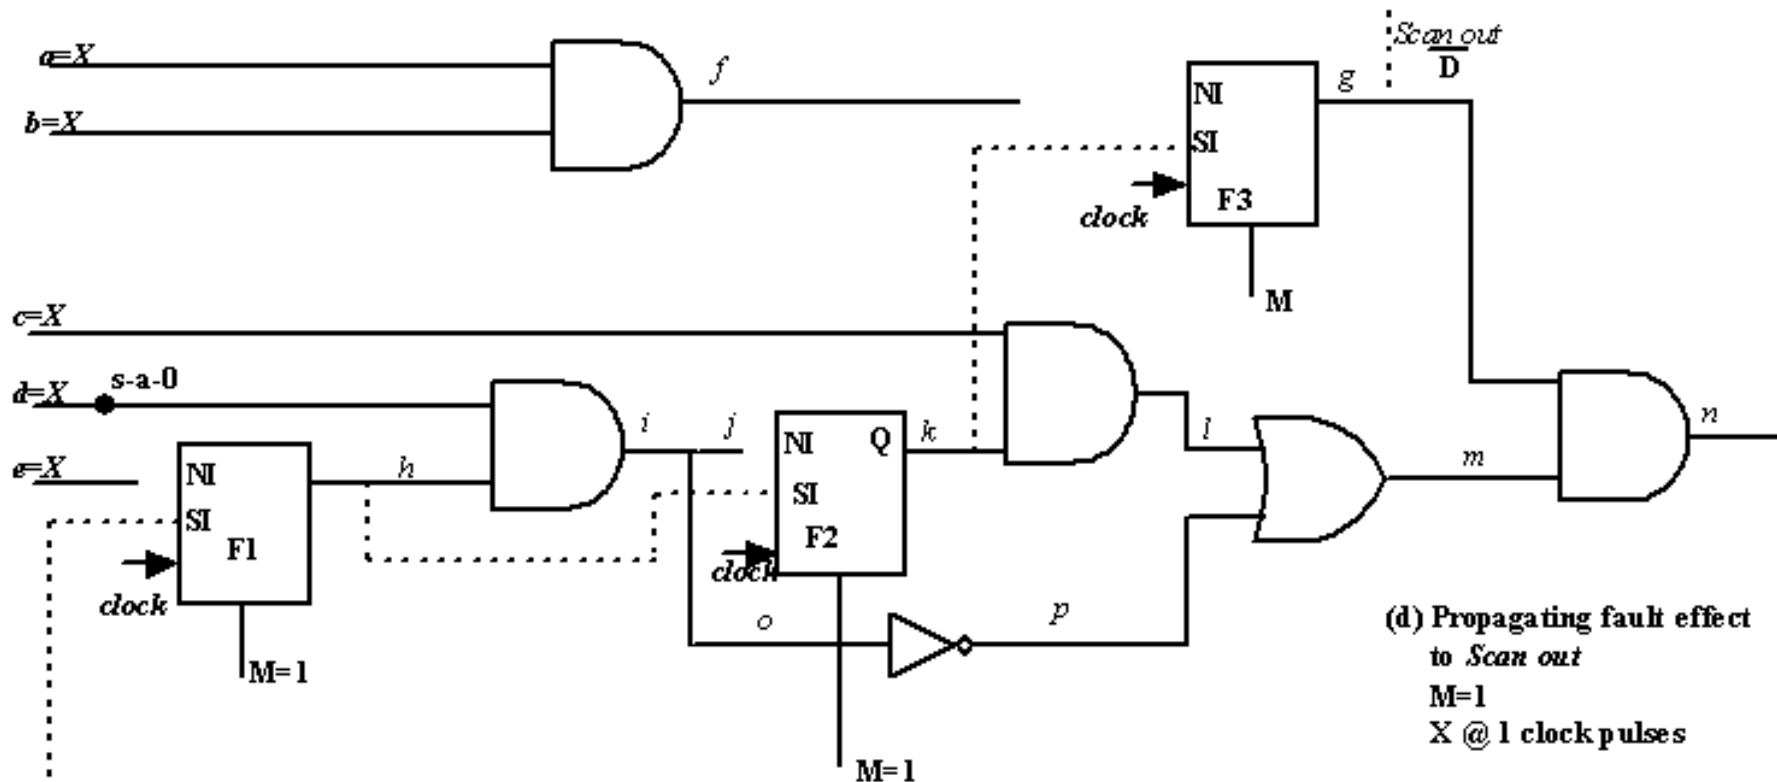 Scan out
D
a=X
f
g
NI
b=X
SI
F3
clock
M
c=X
s-a-0
d=X
i
j
NI
Q
k
l
n
e=X
NI
h
SI
m
SI
F1
F2
clock
clock
o
p
(d) Propagating fault effect
to Scan out
M=1
M=1
X @ 1 clock pulses
M=1